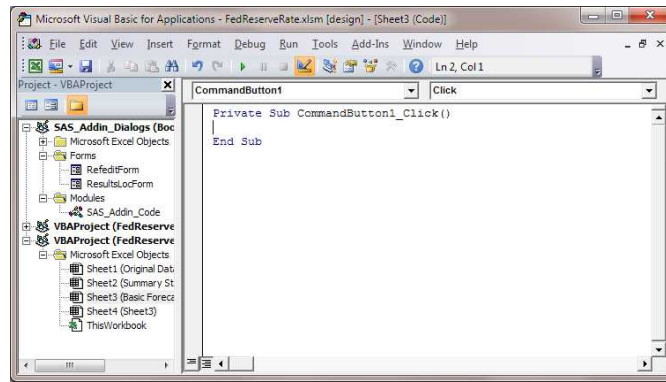 Microsoft Visual Basic for Applications - FedReserveRate.xlsm [design] - [Sheet3 (Code)]
File Edit View Insert Format Debug Run Tools Add-Ins Window Help
Ln 2, Col 1
Project - VBAProject
CommandButton1 Click
SAS_Addin_Dialogs (Boo
Microsoft Excel Objects
Forms
RefeditForm
ResultsLocForm
Modules
SAS_Addin_Code
VBAProject (FedReserve
VBAProject (FedReserve
Microsoft Excel Objects
Sheet1 (Original Data
Sheet2 (Summary St
Sheet3 (Basic Foreca
Sheet4 (Sheet3)
ThisWorkbook
Private Sub CommandButton1_Click()
End Sub